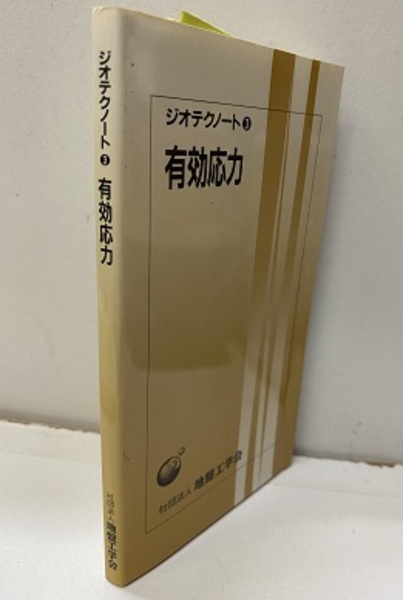 ジオテクノート❸
有効応力
社団法人 地盤工学会
ジオテクノート ❸ 有効応力
社団法人 地盤工学会